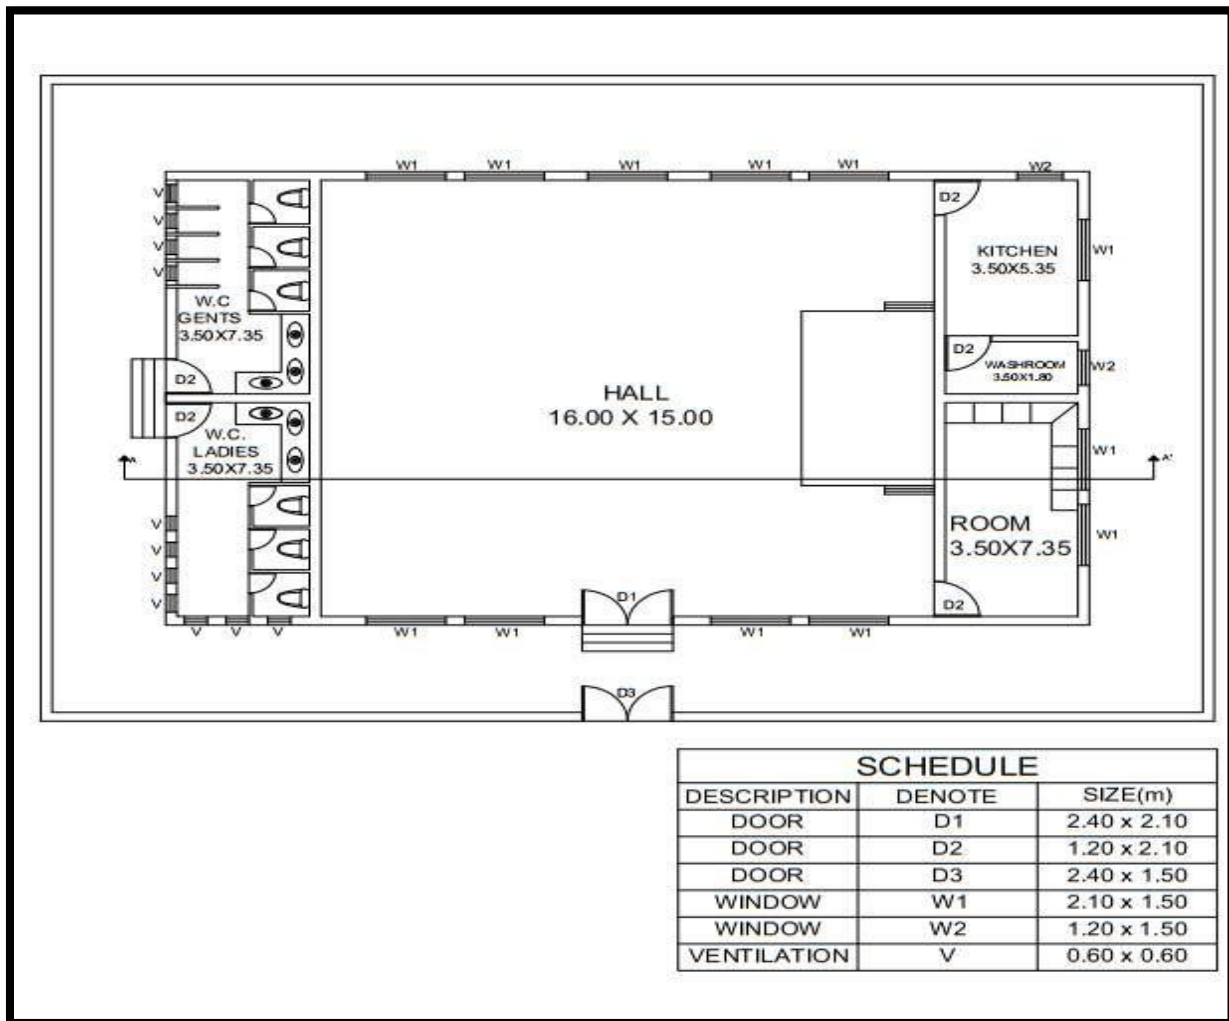 W1 W1 W1 W1 W1 W2
V
V
V
V
D2
KITCHEN
3.50X5.35
W1
W.C
GENTS
3.50X7.35
D2
D2
WASHROOM
3.50X1.80
W2
HALL
16.00 X 15.00
D2
W.C.
LADIES
3.50X7.35
A
A'
W1
ROOM
3.50X7.35
W1
V
V
V
V
D2
D1
V V V
W1 W1 W1 W1
D3
SCHEDULE
DESCRIPTION DENOTE SIZE(m)
DOOR D1 2.40 x 2.10
DOOR D2 1.20 x 2.10
DOOR D3 2.40 x 1.50
WINDOW W1 2.10 x 1.50
WINDOW W2 1.20 x 1.50
VENTILATION V 0.60 x 0.60